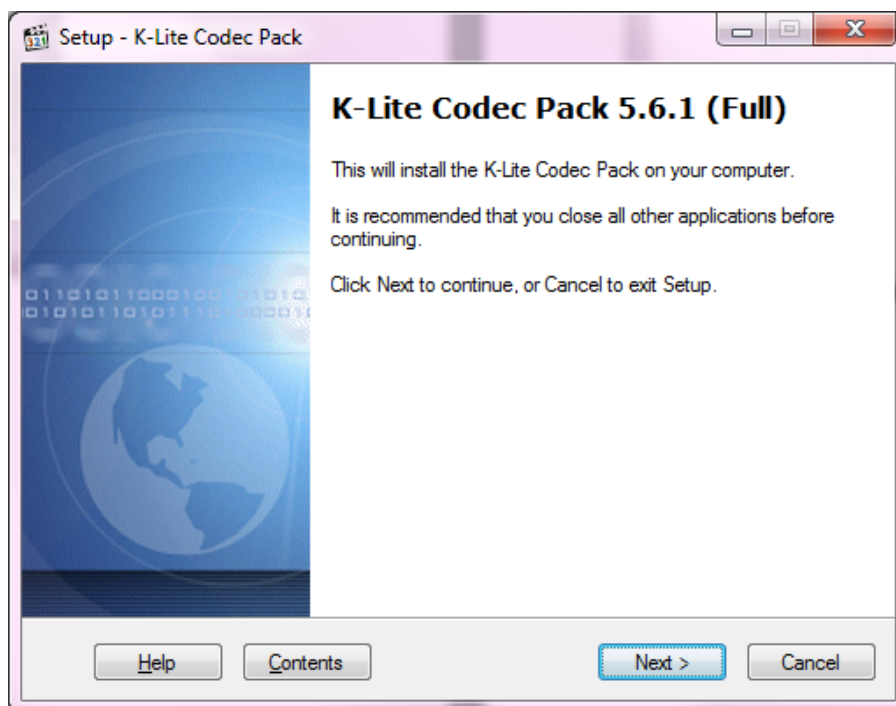 Setup - K-Lite Codec Pack
K-Lite Codec Pack 5.6.1 (Full)
This will install the K-Lite Codec Pack on your computer.
It is recommended that you close all other applications before
continuing.
Click Next to continue, or Cancel to exit Setup.
Help
Contents
Next >
Cancel